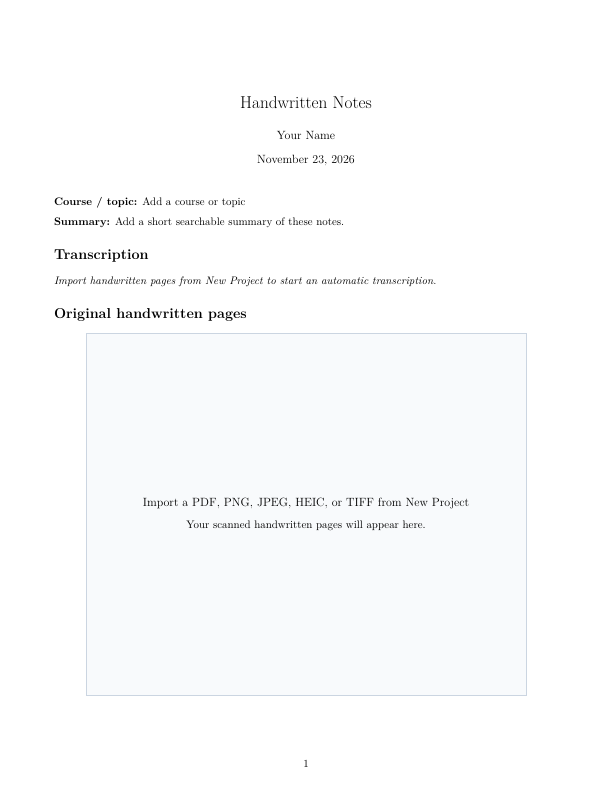 Handwritten Notes
Your Name
November 23, 2026
Course / topic: Add a course or topic
Summary: Add a short searchable summary of these notes.
Transcription
Import handwritten pages from New Project to start an automatic transcription.
Original handwritten pages
Import a PDF, PNG, JPEG, HEIC, or TIFF from New Project
Your scanned handwritten pages will appear here.
1